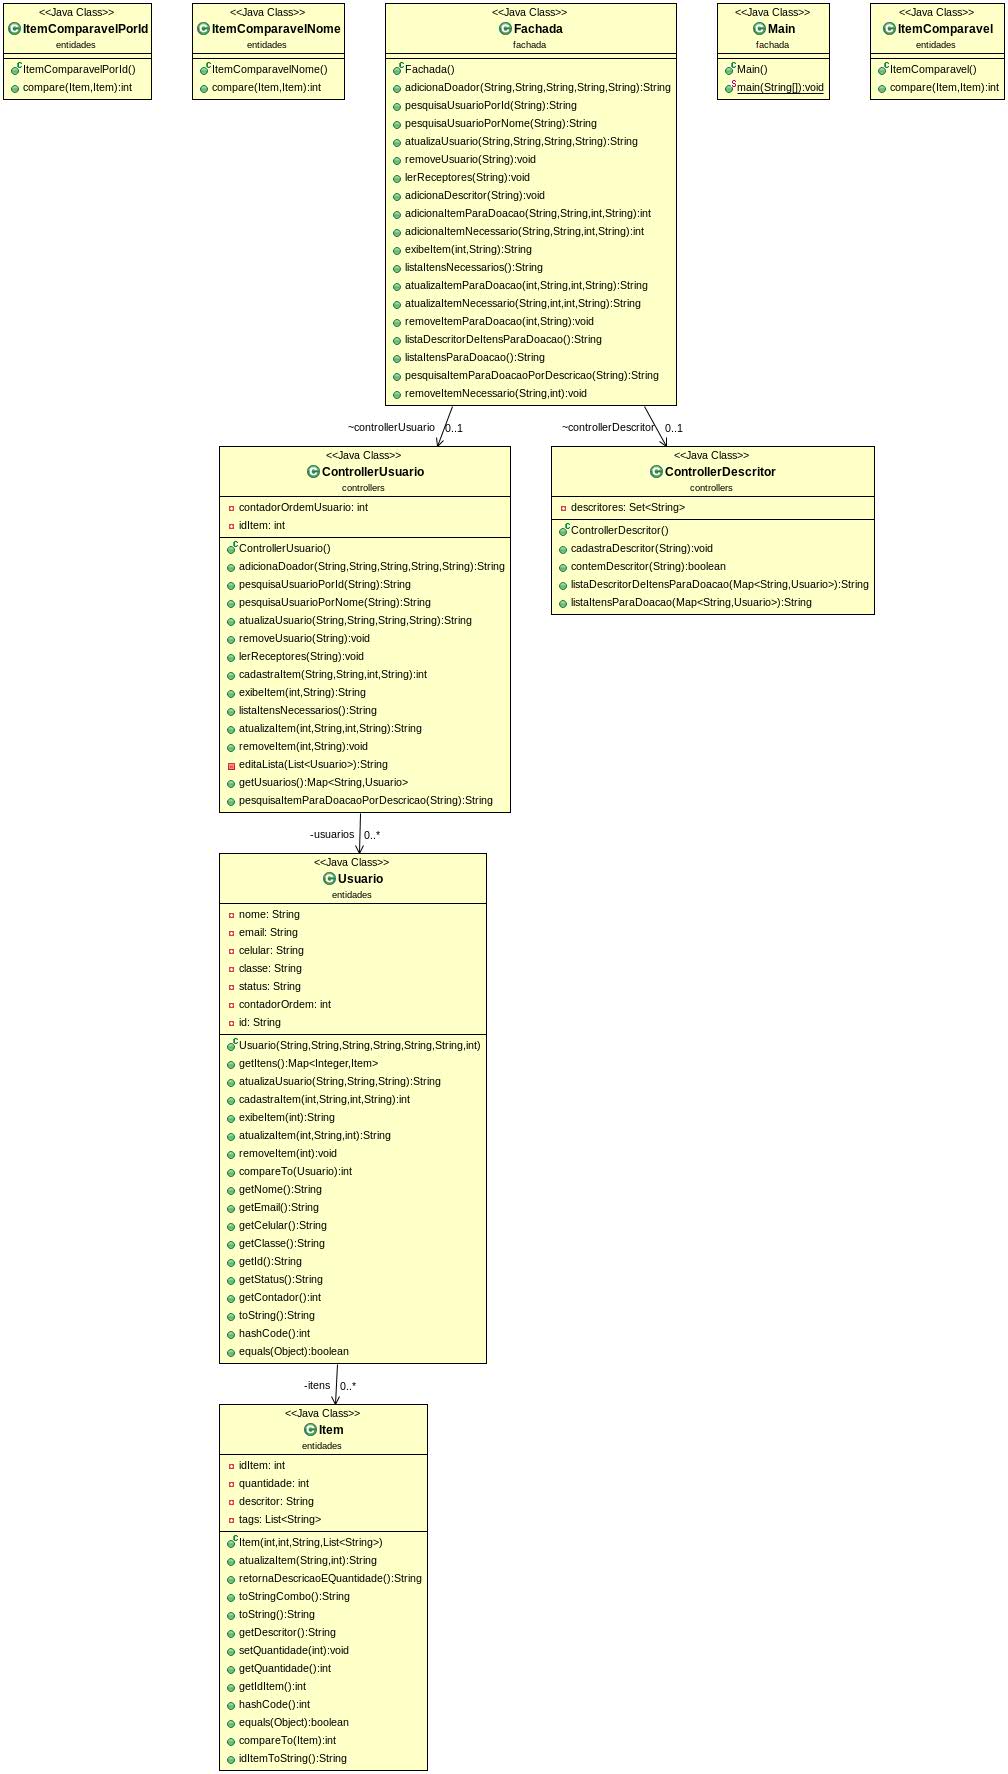 <<Java Class>>
ItemComparavelPorId
entidades
ItemComparavelPorId()
compare(Item,Item):int
<<Java Class>>
ItemComparavelNome
entidades
ItemComparavelNome()
compare(Item,Item):int
<<Java Class>>
Fachada
fachada
Fachada()
adicionaDoador(String,String,String,String,String):String
pesquisaUsuarioPorId(String):String
pesquisaUsuarioPorNome(String):String
atualizaUsuario(String,String,String,String):String
removeUsuario(String):void
lerReceptores(String):void
adicionaDescritor(String):void
adicionaItemParaDoacao(String,String,int,String):int
adicionaItemNecessario(String,String,int,String):int
exibeItem(int,String):String
listaItensNecessarios():String
atualizaItemParaDoacao(int,String,int,String):String
atualizaItemNecessario(String,int,int,String):String
removeItemParaDoacao(int,String):void
listaDescritorDeItensParaDoacao():String
listaItensParaDoacao():String
pesquisaItemParaDoacaoPorDescricao(String):String
removeItemNecessario(String,int):void
<<Java Class>>
Main
fachada
Main()
main(String[]):void
<<Java Class>>
ItemComparavel
entidades
ItemComparavel()
compare(Item,Item):int
~controllerUsuario 0..1
~controllerDescritor 0..1
<<Java Class>>
ControllerUsuario
controllers
contadorOrdemUsuario: int
idItem: int
ControllerUsuario()
adicionaDoador(String,String,String,String,String):String
pesquisaUsuarioPorId(String):String
pesquisaUsuarioPorNome(String):String
atualizaUsuario(String,String,String,String):String
removeUsuario(String):void
lerReceptores(String):void
cadastraItem(String,String,int,String):int
exibeItem(int,String):String
listaItensNecessarios():String
atualizaItem(int,String,int,String):String
removeItem(int,String):void
editaLista(List<Usuario>):String
getUsuarios():Map<String,Usuario>
pesquisaItemParaDoacaoPorDescricao(String):String
<<Java Class>>
ControllerDescritor
controllers
descritores: Set<String>
ControllerDescritor()
cadastraDescritor(String):void
contemDescritor(String):boolean
listaDescritorDeItensParaDoacao(Map<String,Usuario>):String
listaItensParaDoacao(Map<String,Usuario>):String
-usuarios 0..*
<<Java Class>>
Usuario
entidades
nome: String
email: String
celular: String
classe: String
status: String
contadorOrdem: int
id: String
Usuario(String,String,String,String,String,String,int)
getItens():Map<Integer,Item>
atualizaUsuario(String,String,String):String
cadastraItem(int,String,int,String):int
exibeItem(int):String
atualizaItem(int,String,int):String
removeItem(int):void
compareTo(Usuario):int
getNome():String
getEmail():String
getCelular():String
getClasse():String
getId():String
getStatus():String
getContador():int
toString():String
hashCode():int
equals(Object):boolean
-itens 0..*
<<Java Class>>
Item
entidades
idItem: int
quantidade: int
descritor: String
tags: List<String>
Item(int,int,String,List<String>)
atualizaItem(String,int):String
retornaDescricaoEQuantidade():String
toStringCombo():String
toString():String
getDescritor():String
setQuantidade(int):void
getQuantidade():int
getIdItem():int
hashCode():int
equals(Object):boolean
compareTo(Item):int
idItemToString():String